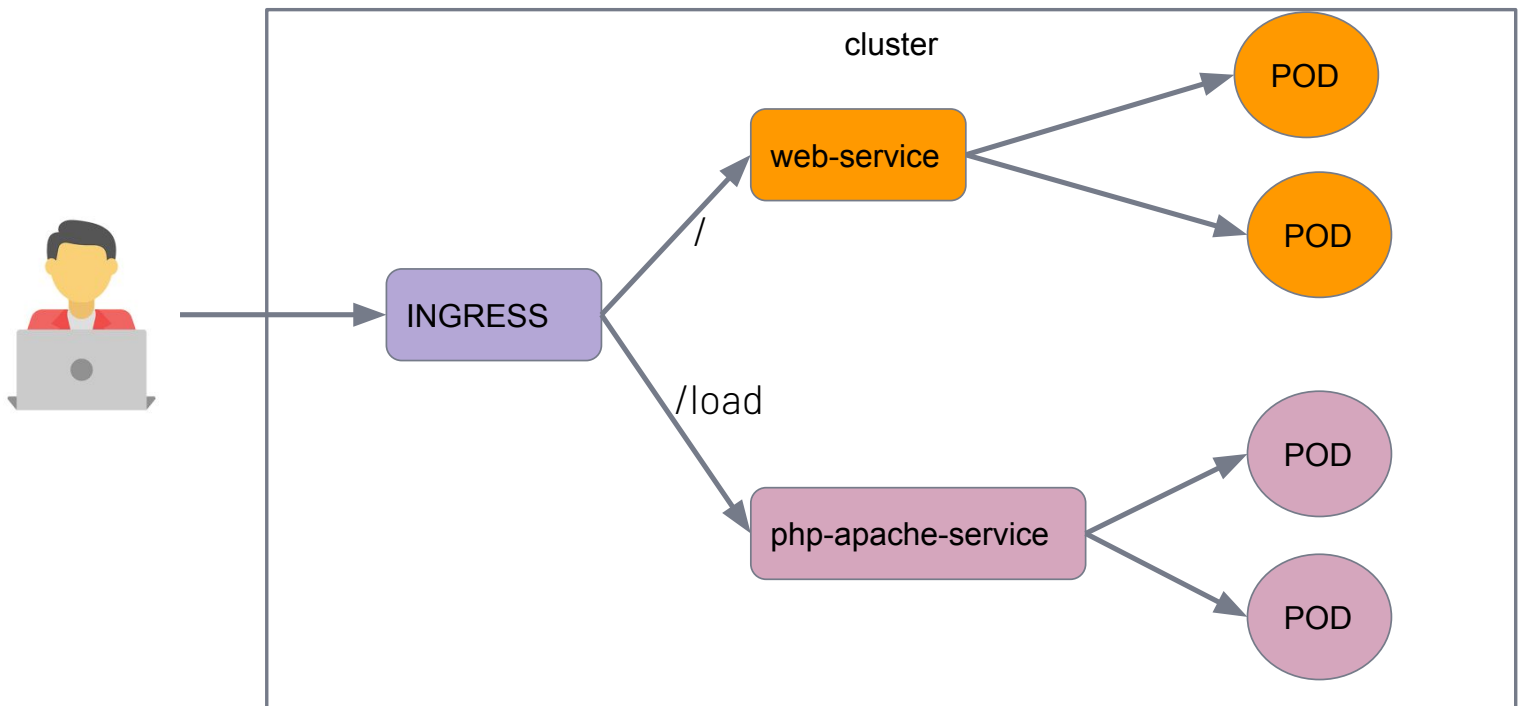 cluster
POD
web-service
/
POD
INGRESS
/load
POD
php-apache-service
POD